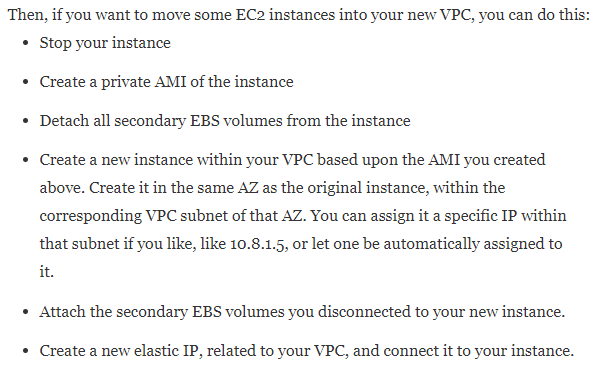 Then, if you want to move some EC2 instances into your new VPC, you can do this:
• Stop your instance
• Create a private AMI of the instance
• Detach all secondary EBS volumes from the instance
• Create a new instance within your VPC based upon the AMI you created
above. Create it in the same AZ as the original instance, within the
corresponding VPC subnet of that AZ. You can assign it a specific IP within
that subnet if you like, like 10.8.1.5, or let one be automatically assigned to
it.
• Attach the secondary EBS volumes you disconnected to your new instance.
• Create a new elastic IP, related to your VPC, and connect it to your instance.